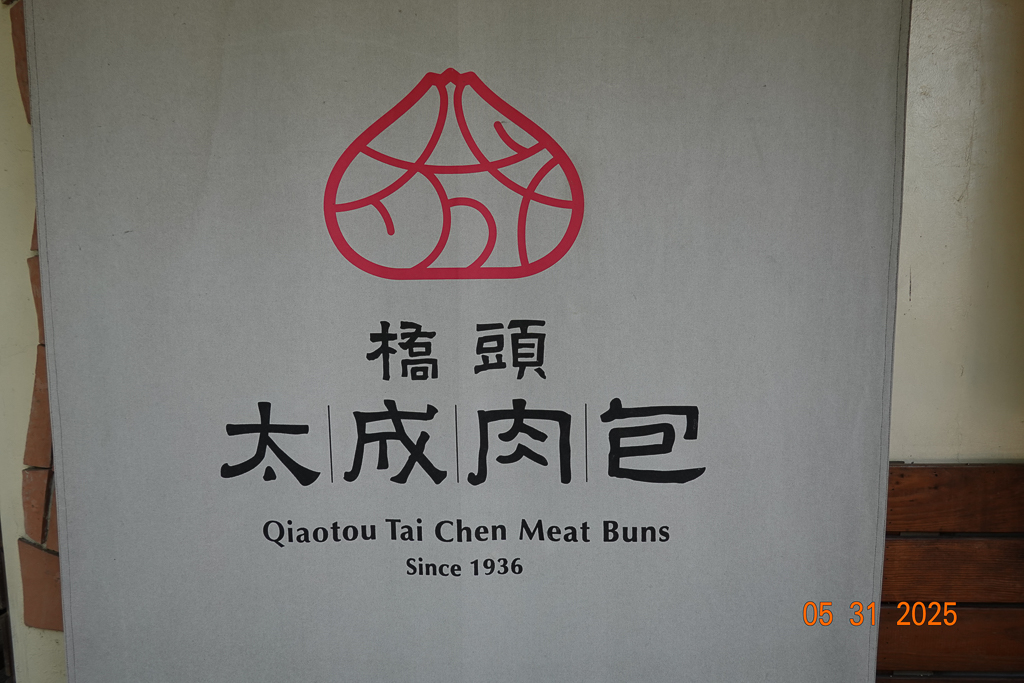 橋頭
太成肉包
Qiaotou Tai Chen Meat Buns
Since 1936
05 31 2025